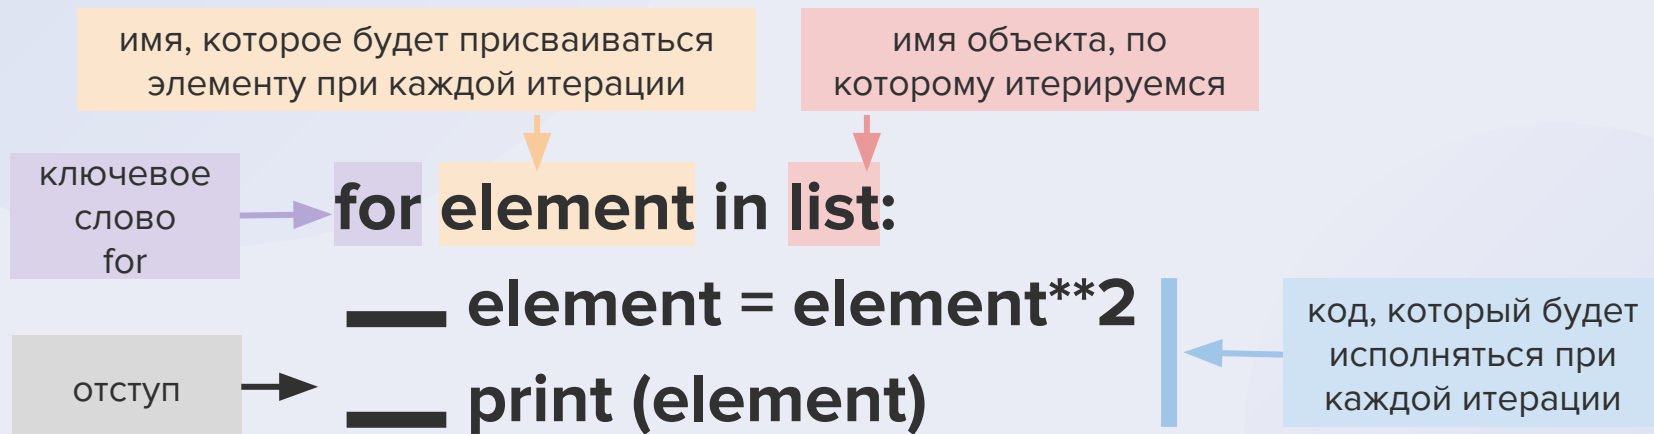 имя, которое будет присваиваться
элементу при каждой итерации
имя объекта, по
которому итерируемся
ключевое
слово
for
for element in list:
element = element**2
print (element)
отступ
код, который будет
исполняться при
каждой итерации